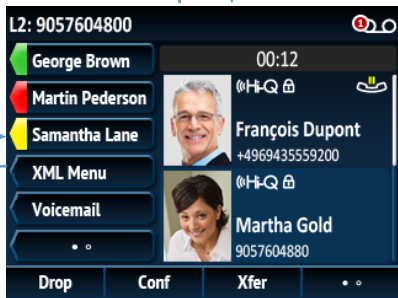 L2: 9057604800
1
George Brown
00:12
Martin Pederson
Hi-Q
François Dupont
+4969435559200
Samantha Lane
XML Menu
Hi-Q
Martha Gold
9057604880
Voicemail
Drop
Conf
Xfer